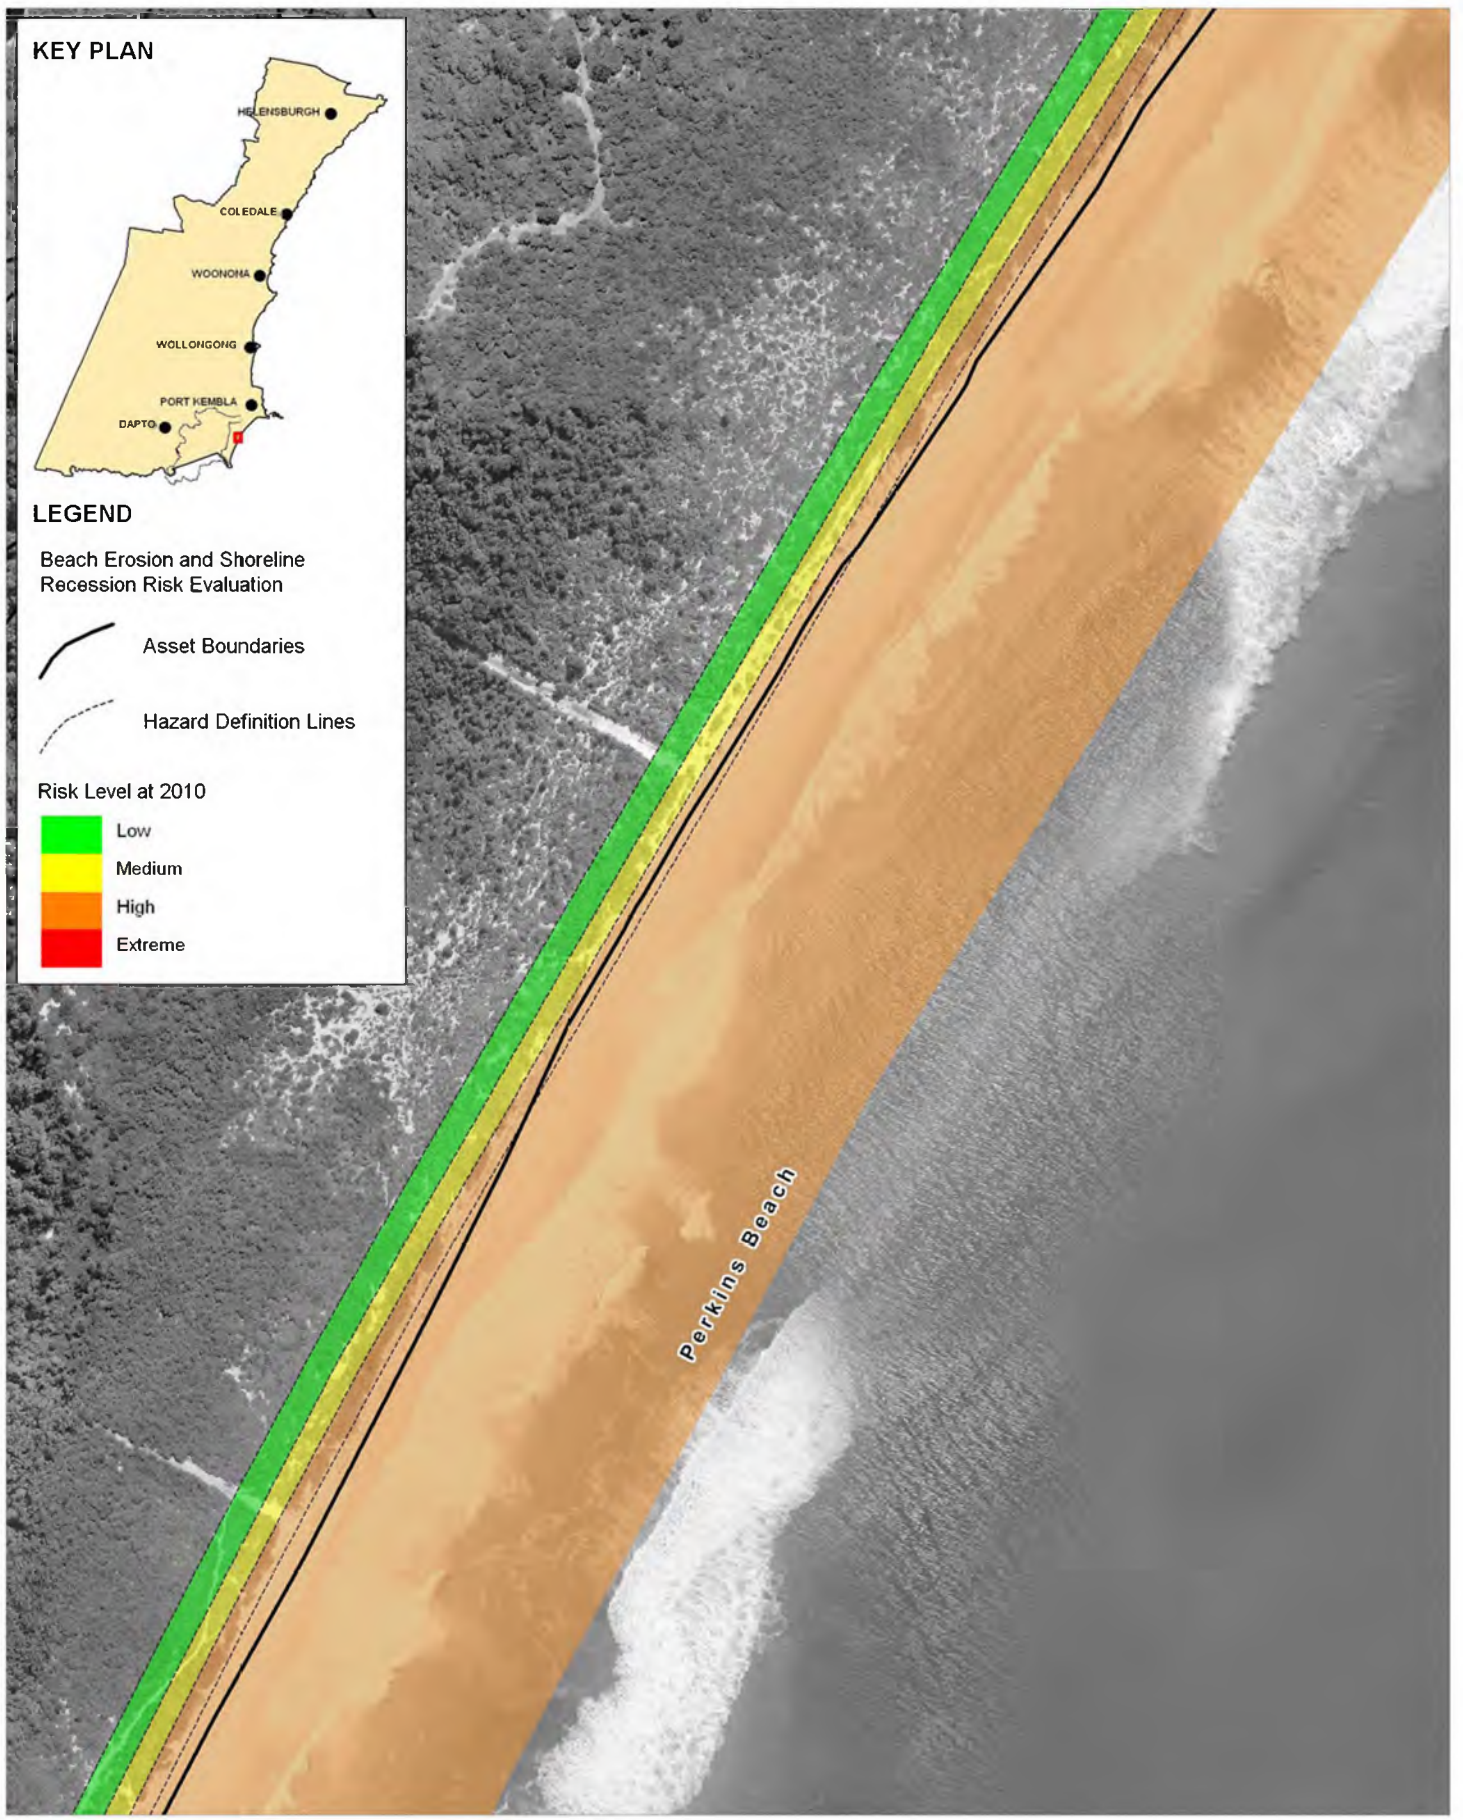 KEY PLAN
HELENSBURGH
COLEDALE
WOONONA
WOLLONGONG
PORT KEMBLA
DAPTO
LEGEND
Beach Erosion and Shoreline
Recession Risk Evaluation
Asset Boundaries
Hazard Definition Lines
Risk Level at 2010
Low
Medium
High
Extreme
Perkins Beach